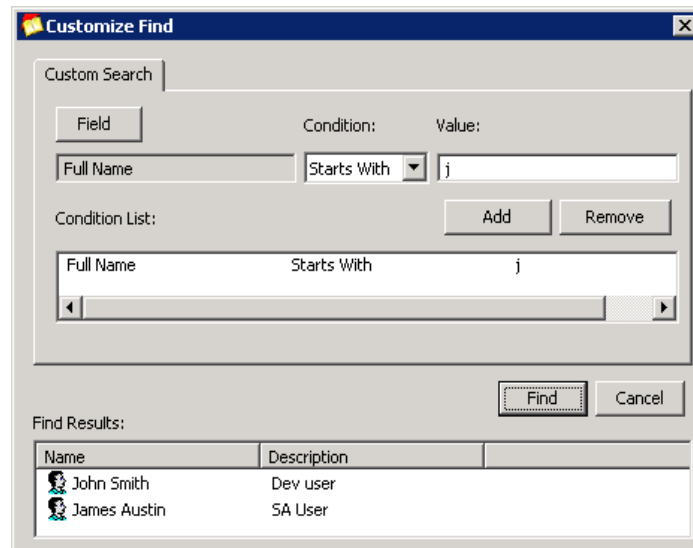 Customize Find
Custom Search
Field Condition: Value:
Full Name Starts With j
Condition List: Add Remove
Full Name Starts With j
Find Cancel
Find Results:
Name Description
John Smith Dev user
James Austin SA User